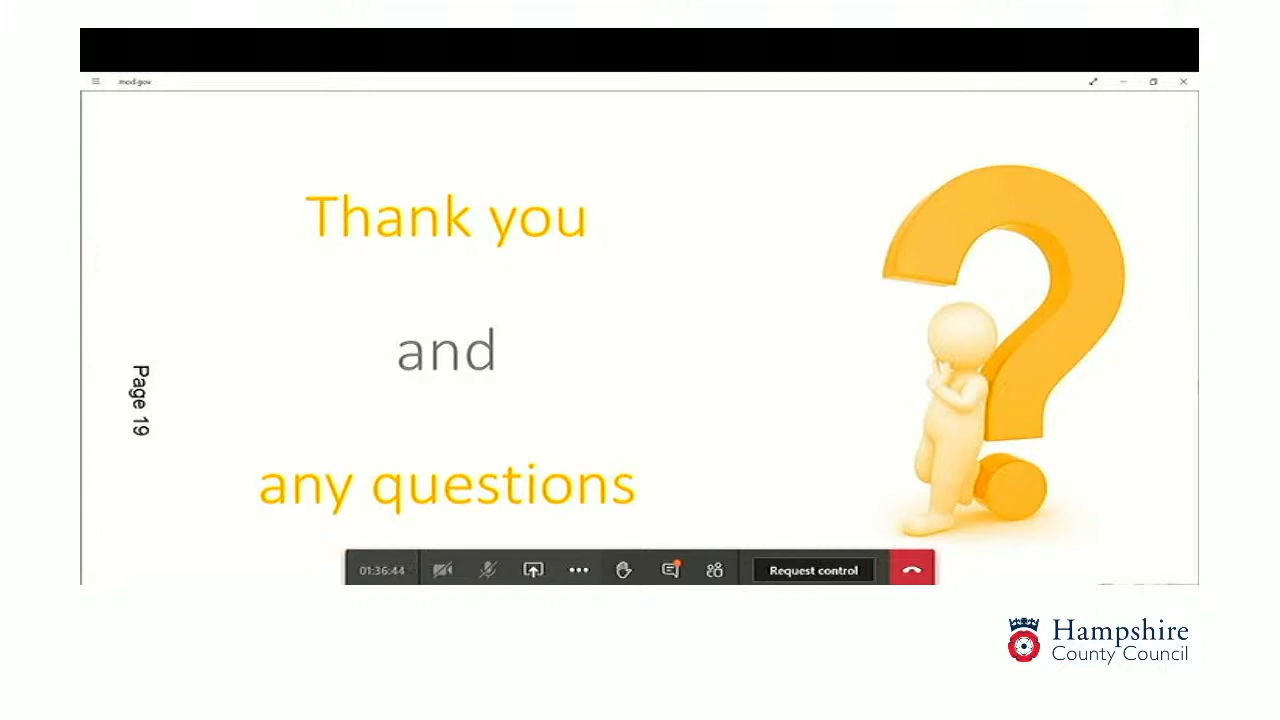 mod.gov
Thank you
and
any questions
Page 19
01:36:44
Request control
Hampshire
County Council